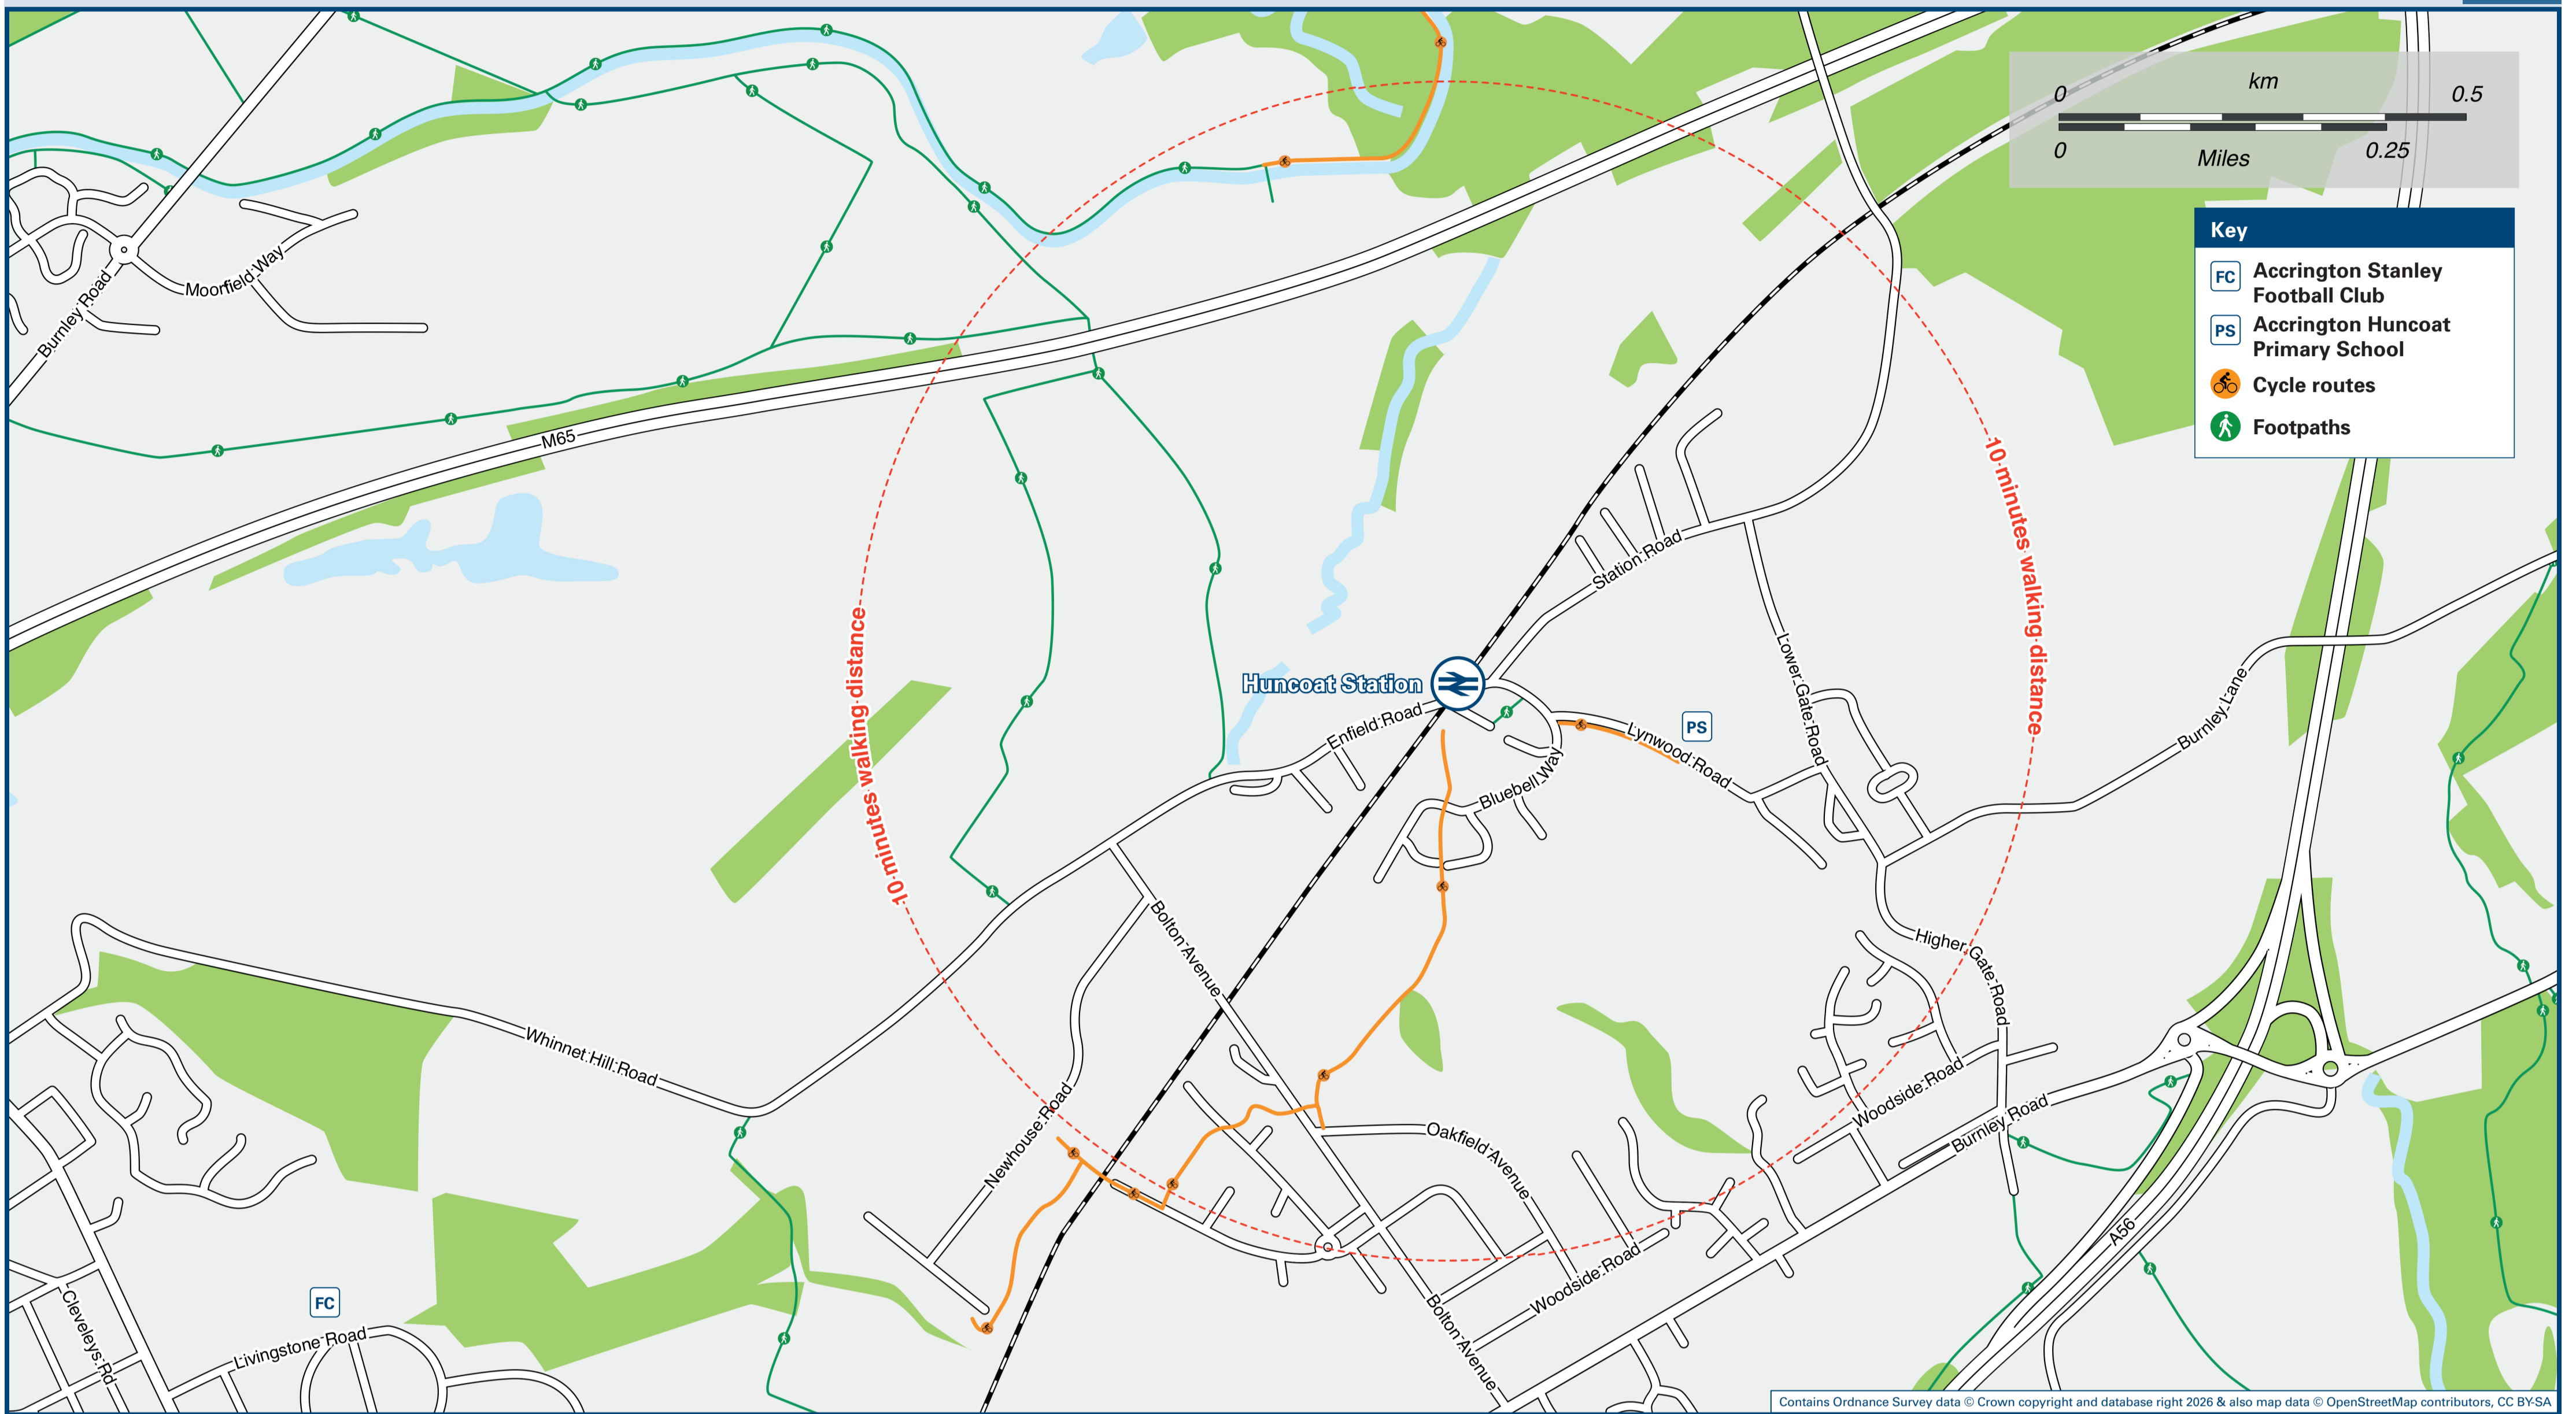 km
0
0.5
0
Miles
0.25
Key
FC
Accrington Stanley
Football Club
PS
Accrington Huncoat
Primary School
Cycle routes
Footpaths
Moorfield Way
Burnley Road
M65
10 minutes walking distance
10 minutes walking distance
Station Road
Lower Gate Road
Huncoat Station
Enfield Road
PS
Lynwood Road
Bluebell Way
Burnley Lane
Bolton Avenue
Higher Gate Road
Whinnet Hill Road
Newhouse Road
Oakfield Avenue
Woodside Road
Burnley Road
A56
Woodside Road
FC
Cleveleys Rd
Livingstone Road
Bolton Avenue
Contains Ordnance Survey data © Crown copyright and database right 2026 & also map data © OpenStreetMap contributors, CC BY-SA